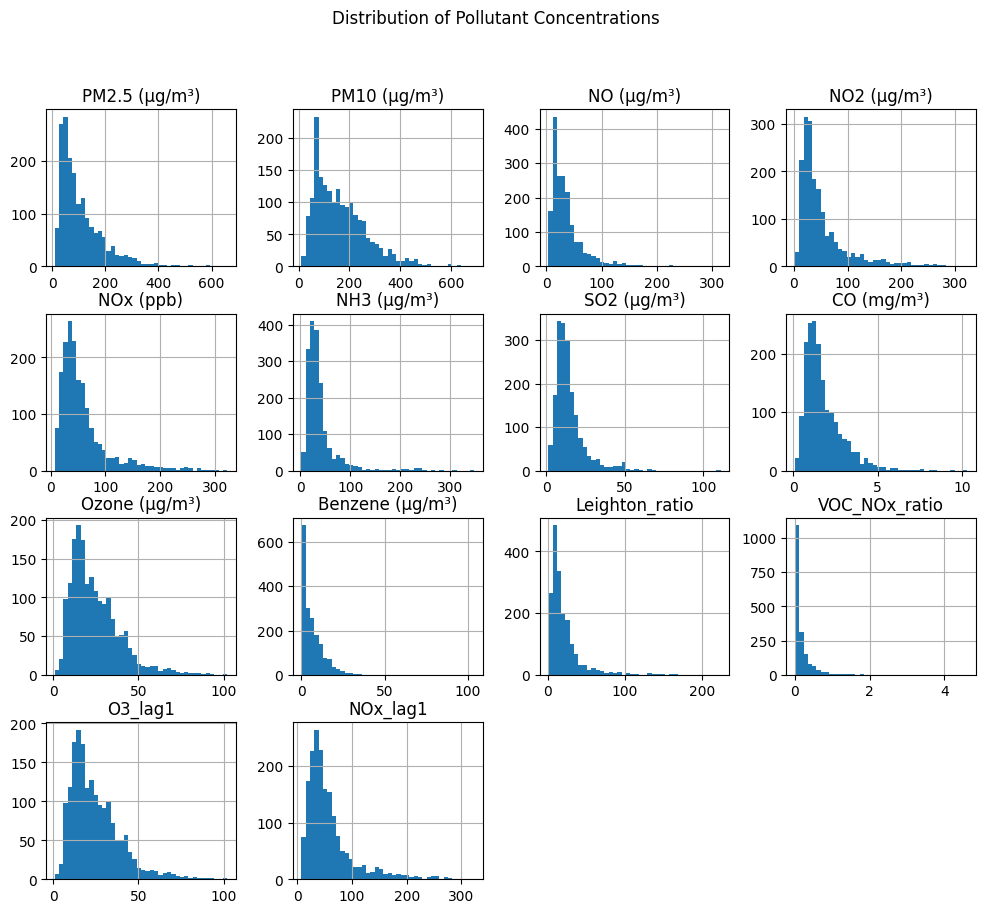 Distribution of Pollutant Concentrations
PM2.5 (µg/m³)
200
100
0
0 200 400 600
PM10 (µg/m³)
200
150
100
50
0
0 200 400 600
NO (µg/m³)
400
300
200
100
0
0 100 200 300
NO2 (µg/m³)
300
200
100
0
0 100 200 300
NOx (ppb)
200
100
0
0 100 200 300
NH3 (µg/m³)
400
300
200
100
0
0 100 200 300
SO2 (µg/m³)
300
200
100
0
0 50 100
CO (mg/m³)
200
100
0
0 5 10
Ozone (µg/m³)
200
150
100
50
0
0 50 100
Benzene (µg/m³)
600
400
200
0
0 50 100
Leighton_ratio
400
200
0
0 100 200
VOC_NOx_ratio
1000
750
500
250
0
0 2 4
O3_lag1
200
150
100
50
0
0 50 100
NOx_lag1
200
100
0
0 100 200 300